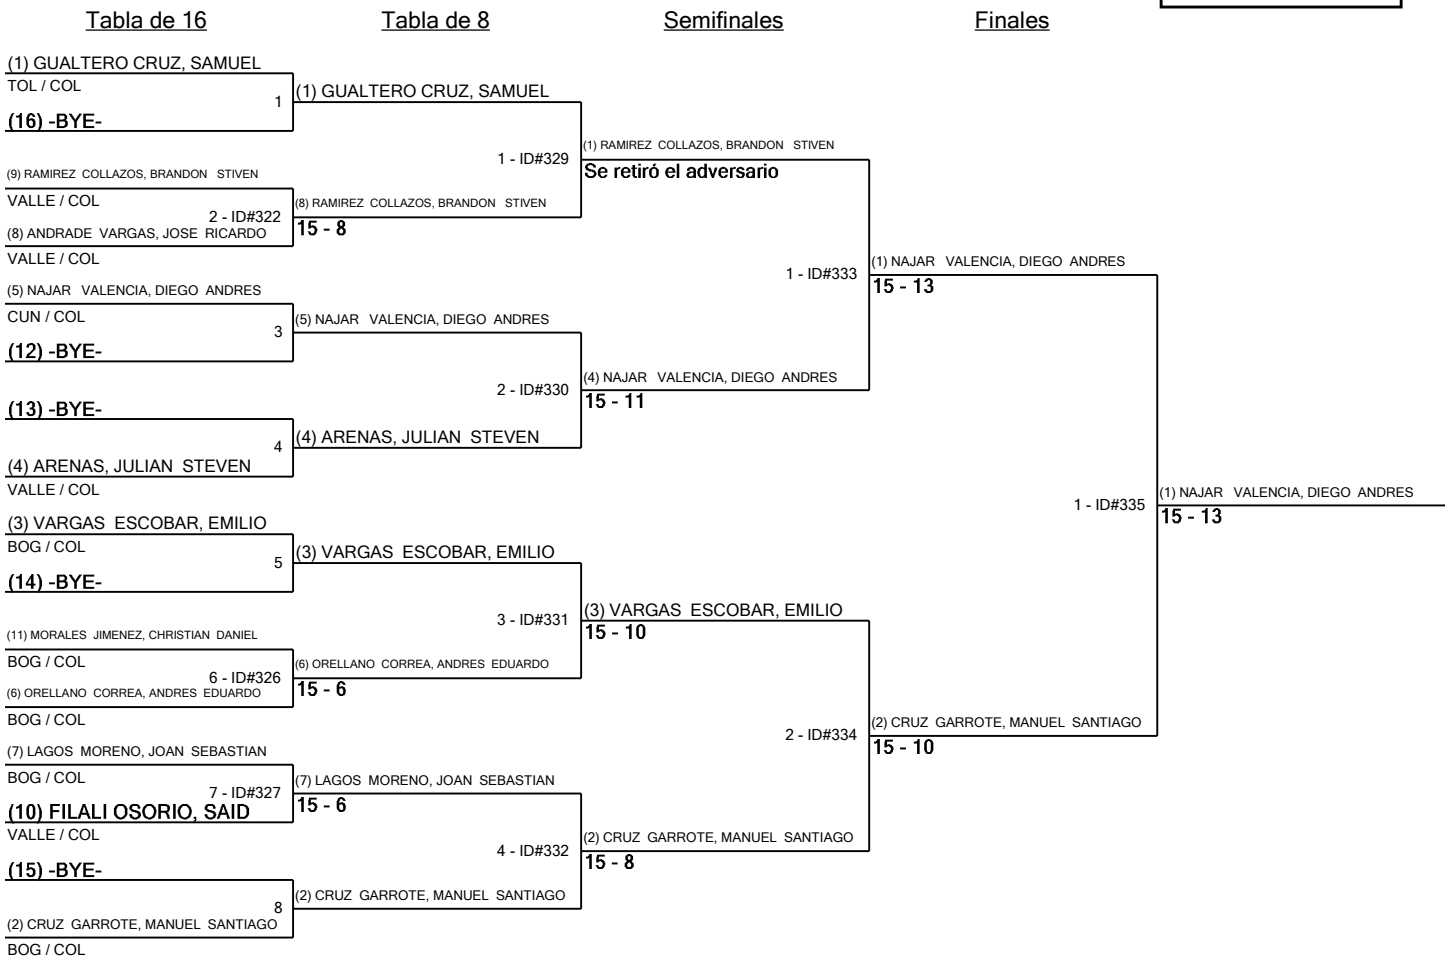 Tabla de 16
Tabla de 8
Semifinales
Finales
(1) GUALTERO CRUZ, SAMUEL
TOL / COL
1
(16) -BYE-
(9) RAMIREZ COLLAZOS, BRANDON STIVEN
VALLE / COL
2 - ID#322
(8) ANDRADE VARGAS, JOSE RICARDO
VALLE / COL
(5) NAJAR VALENCIA, DIEGO ANDRES
CUN / COL
3
(12) -BYE-
(13) -BYE-
4
(4) ARENAS, JULIAN STEVEN
VALLE / COL
(3) VARGAS ESCOBAR, EMILIO
BOG / COL
5
(14) -BYE-
(11) MORALES JIMENEZ, CHRISTIAN DANIEL
BOG / COL
6 - ID#326
(6) ORELLANO CORREA, ANDRES EDUARDO
BOG / COL
(7) LAGOS MORENO, JOAN SEBASTIAN
BOG / COL
7 - ID#327
(10) FILALI OSORIO, SAID
VALLE / COL
(15) -BYE-
8
(2) CRUZ GARROTE, MANUEL SANTIAGO
BOG / COL
(1) GUALTERO CRUZ, SAMUEL
1 - ID#329
(8) RAMIREZ COLLAZOS, BRANDON STIVEN
15 - 8
(5) NAJAR VALENCIA, DIEGO ANDRES
2 - ID#330
(4) ARENAS, JULIAN STEVEN
(3) VARGAS ESCOBAR, EMILIO
3 - ID#331
(6) ORELLANO CORREA, ANDRES EDUARDO
15 - 6
(7) LAGOS MORENO, JOAN SEBASTIAN
15 - 6
4 - ID#332
(2) CRUZ GARROTE, MANUEL SANTIAGO
(1) RAMIREZ COLLAZOS, BRANDON STIVEN
Se retiró el adversario
1 - ID#333
(4) NAJAR VALENCIA, DIEGO ANDRES
15 - 11
(3) VARGAS ESCOBAR, EMILIO
15 - 10
2 - ID#334
(2) CRUZ GARROTE, MANUEL SANTIAGO
15 - 8
(1) NAJAR VALENCIA, DIEGO ANDRES
15 - 13
1 - ID#335
(2) CRUZ GARROTE, MANUEL SANTIAGO
15 - 10
(1) NAJAR VALENCIA, DIEGO ANDRES
15 - 13